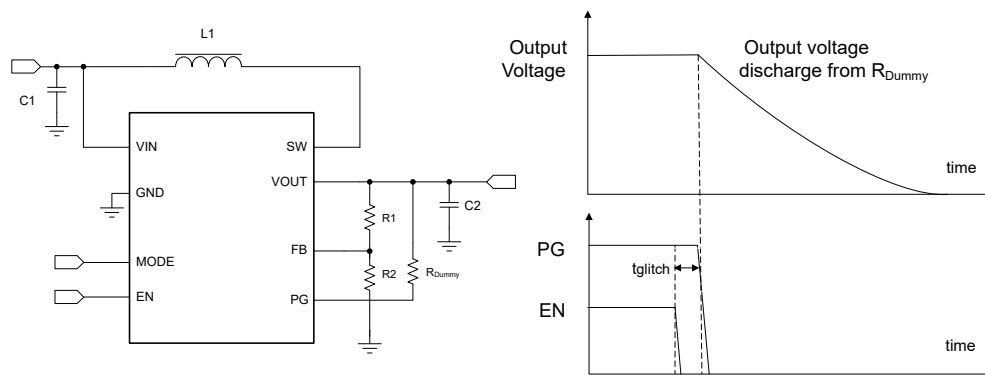 L1
C1
VIN
SW
VOUT
GND
C2
R1
FB
MODE
R2
RDummy
EN
PG
Output
Voltage
Output voltage
discharge from RDummy
time
PG
tglitch
EN
time